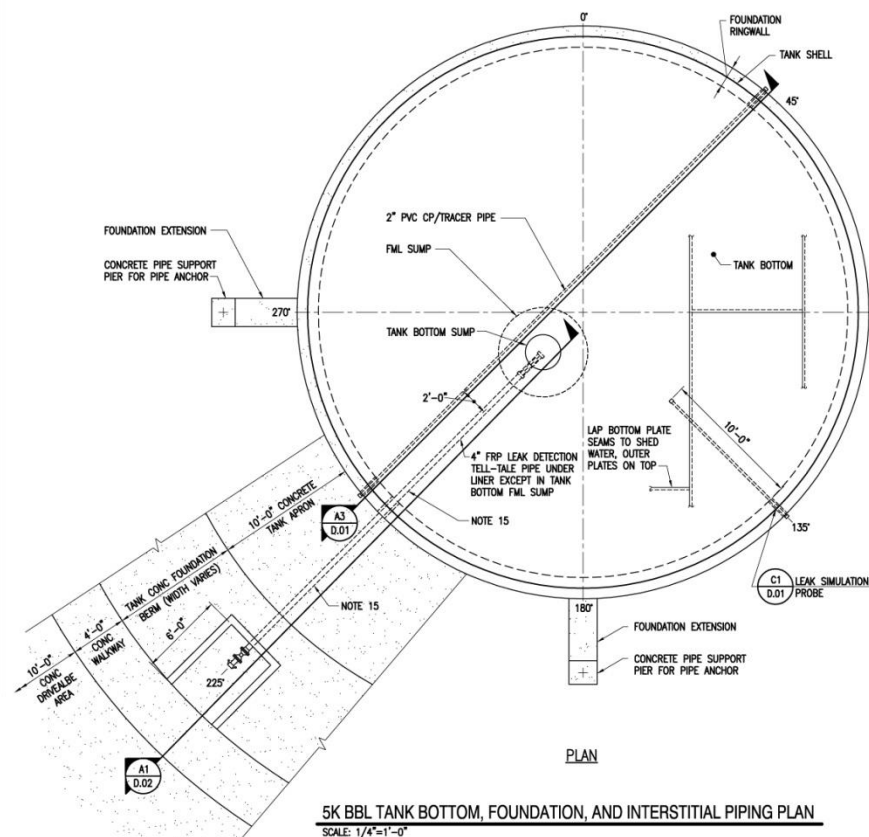 0°
FOUNDATION
RINGWALL
TANK SHELL
45°
2" PVC CP/TRACER PIPE
FML SUMP
FOUNDATION EXTENSION
CONCRETE PIPE SUPPORT
PIER FOR PIPE ANCHOR
270°
TANK BOTTOM
TANK BOTTOM SUMP
2'-0"
10'-0"
LAP BOTTOM PLATE
SEAMS TO SHED
WATER, OUTER
PLATES ON TOP
4" FRP LEAK DETECTION
TELL-TALE PIPE UNDER
LINER EXCEPT IN TANK
BOTTOM FML SUMP
10'-0" CONCRETE
TANK APRON
A3
D.01
NOTE 15
135°
C1
D.01
LEAK SIMULATION
PROBE
TANK CONC FOUNDATION
BERM (WIDTH VARIES)
6'-0"
NOTE 15
180°
4'-0"
CONC
WALKWAY
10'-0"
CONC
DRIVEALBE
AREA
225°
FOUNDATION EXTENSION
CONCRETE PIPE SUPPORT
PIER FOR PIPE ANCHOR
A1
D.02
PLAN
5K BBL TANK BOTTOM, FOUNDATION, AND INTERSTITIAL PIPING PLAN
SCALE: 1/4"=1'-0"